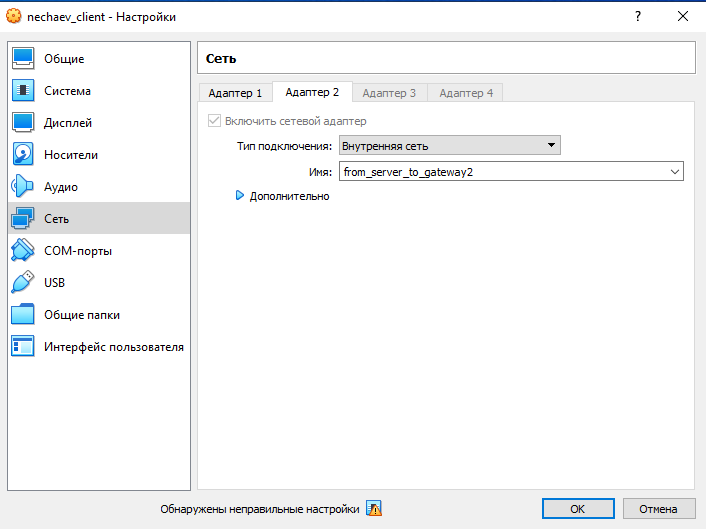 nechaev_client - Настройки
?
Общие
Система
Дисплей
Носители
Аудио
Сеть
COM-порты
USB
Общие папки
Интерфейс пользователя
Сеть
Адаптер 1 Адаптер 2 Адаптер 3 Адаптер 4
Включить сетевой адаптер
Тип подключения: Внутренняя сеть
Имя: from_server_to_gateway2
Дополнительно
Обнаружены неправильные настройки
OK Отмена